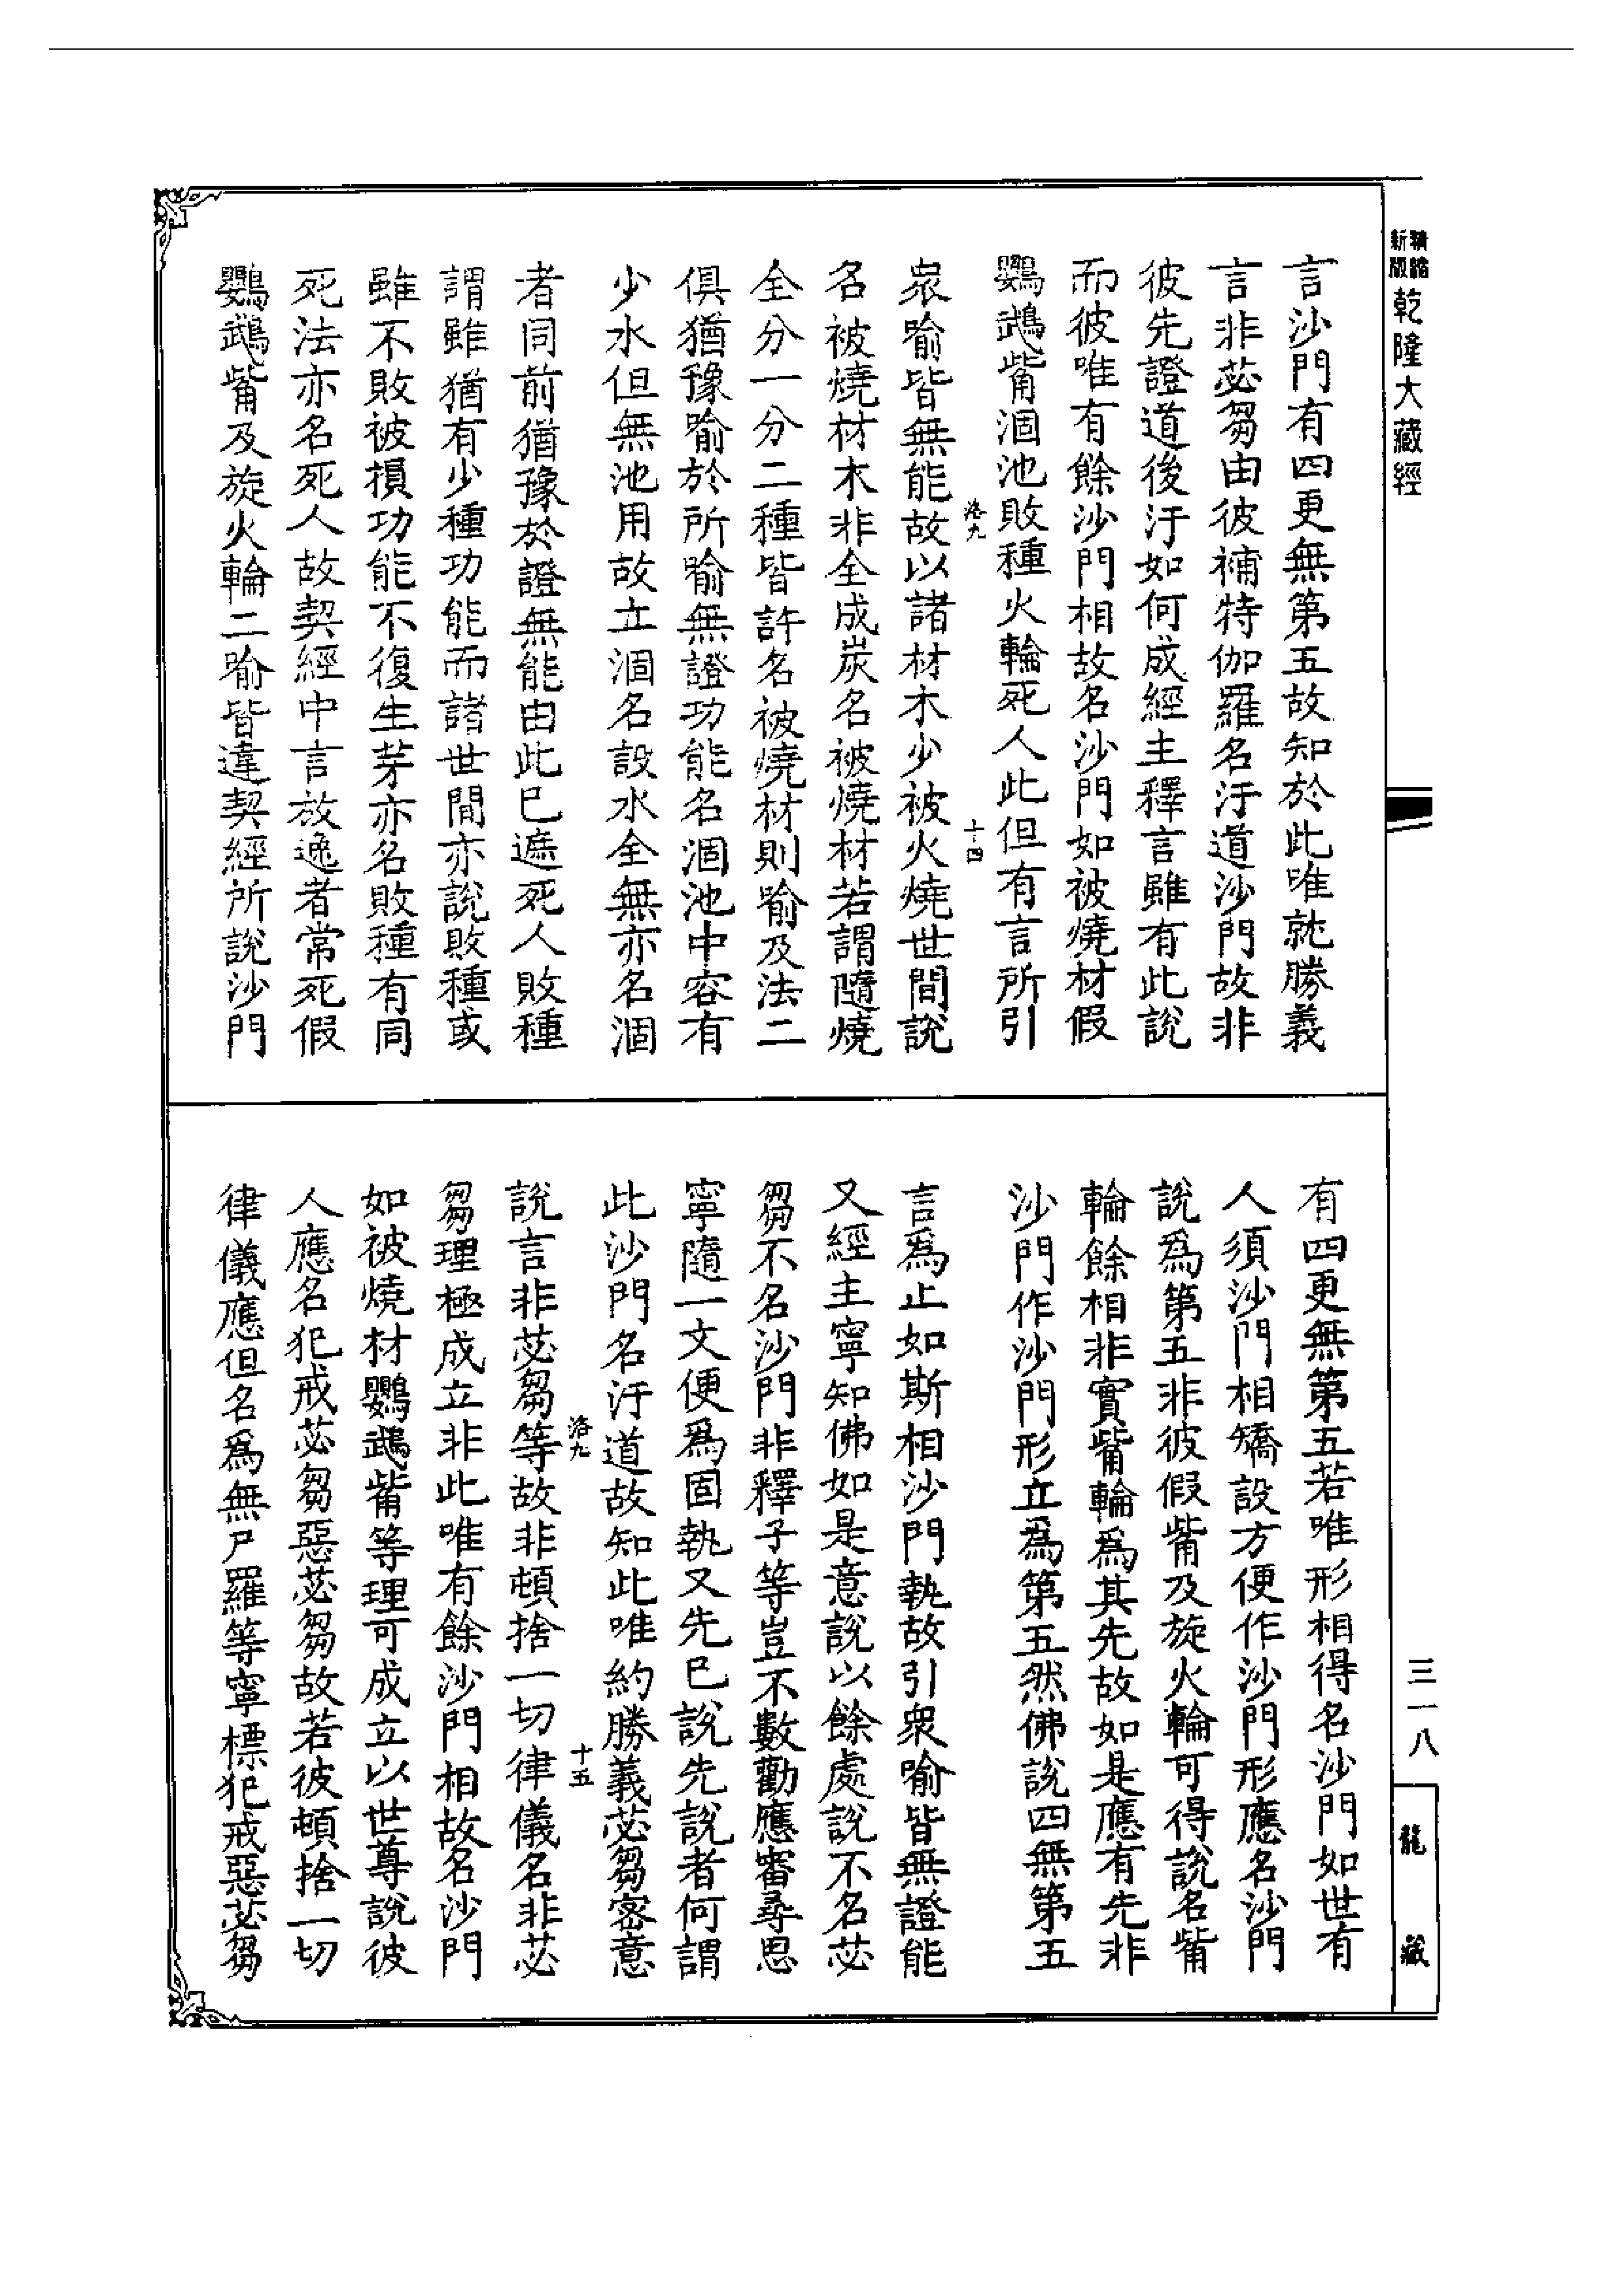 精縮新版乾隆大藏經
言沙門有四更無第五故知於此唯就勝義
言非苾芻由彼補特伽羅名汙道沙門故非
彼先證道後汙如何成經主釋言雖有此說
而彼唯有餘沙門相故名沙門如被燒材假
鸚鵡觜涸池敗種火輪死人此但有言所引
洛九 十四
眾喻皆無能故以諸材木少被火燒世間說
名被燒材木非全成炭名被燒材若謂隨燒
全分一分二種皆許名被燒材則喻及法二
俱猶豫喻於所喻無證功能名涸池中容有
少水但無池用故立涸名設水全無亦名涸
者同前猶豫於證無能由此已遮死人敗種
謂雖猶有少種功能而諸世間亦說敗種或
雖不敗被損功能不復生芽亦名敗種有同
死法亦名死人故契經中言放逸者常死假
鸚鵡觜及旋火輪二喻皆違契經所說沙門
有四更無第五若唯形相得名沙門如世有
人須沙門相矯設方便作沙門形應名沙門
說為第五非彼假觜及旋火輪可得說名觜
輪餘相非實觜輪為其先故如是應有先非
沙門作沙門形立為第五然佛說四無第五
言為止如斯相沙門執故引眾喻皆無證能
又經主寧知佛如是意說以餘處說不名苾
芻不名沙門非釋子等豈不數勸應審尋思
寧隨一文便為固執又先已說先說者何謂
此沙門名汙道故知此唯約勝義苾芻密意
洛九 十五
說言非苾芻等故非頓捨一切律儀名非苾
芻理極成立非此唯有餘沙門相故名沙門
如被燒材鸚鵡觜等理可成立以世尊說彼
人應名犯戒苾芻惡苾芻故若彼頓捨一切
律儀應但名為無尸羅等寧標犯戒惡苾芻
三一八
龍藏